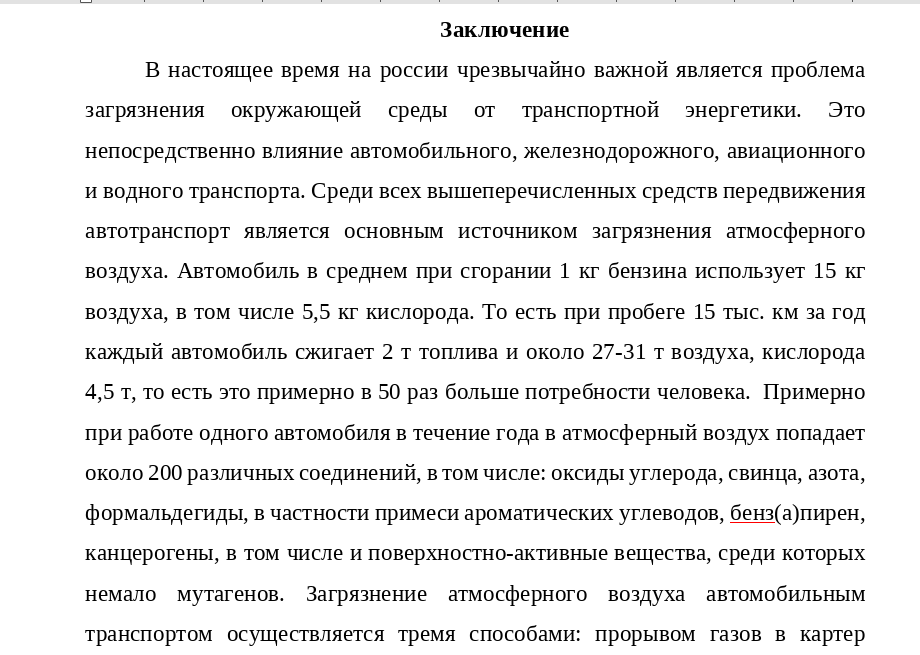 Заключение
В настоящее время на россии чрезвычайно важной является проблема
загрязнения окружающей среды от транспортной энергетики. Это
непосредственно влияние автомобильного, железнодорожного, авиационного
и водного транспорта. Среди всех вышеперечисленных средств передвижения
автотранспорт является основным источником загрязнения атмосферного
воздуха. Автомобиль в среднем при сгорании 1 кг бензина использует 15 кг
воздуха, в том числе 5,5 кг кислорода. То есть при пробеге 15 тыс. км за год
каждый автомобиль сжигает 2 т топлива и около 27-31 т воздуха, кислорода
4,5 т, то есть это примерно в 50 раз больше потребности человека.  Примерно
при работе одного автомобиля в течение года в атмосферный воздух попадает
около 200 различных соединений, в том числе: оксиды углерода, свинца, азота,
формальдегиды, в частности примеси ароматических углеводов, бенз(а)пирен,
канцерогены, в том числе и поверхностно-активные вещества, среди которых
немало мутагенов. Загрязнение атмосферного воздуха автомобильным
транспортом осуществляется тремя способами: прорывом газов в картер